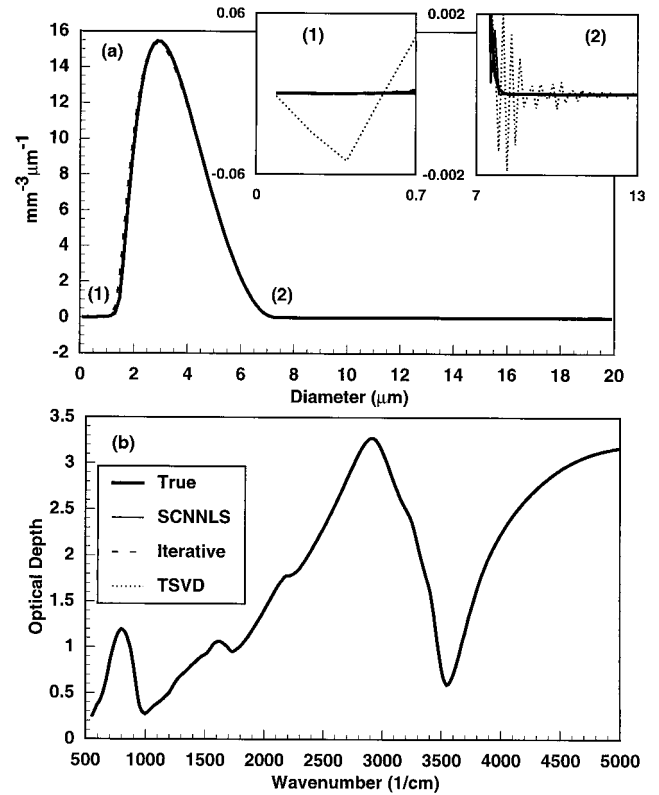 0.06
(1)
-0.06
0
0.7
0.002
(2)
-0.002
7
13
16
14
12
10
8
6
4
2
0
-2
mm⁻³μm⁻¹
(a)
(1)
(2)
0 2 4 6 8 10 12 14 16 18 20
Diameter (μm)
3.5
3
2.5
2
1.5
1
0.5
0
Optical Depth
(b)
True
SCNNLS
Iterative
TSVD
500 1000 1500 2000 2500 3000 3500 4000 4500 5000
Wavenumber (1/cm)